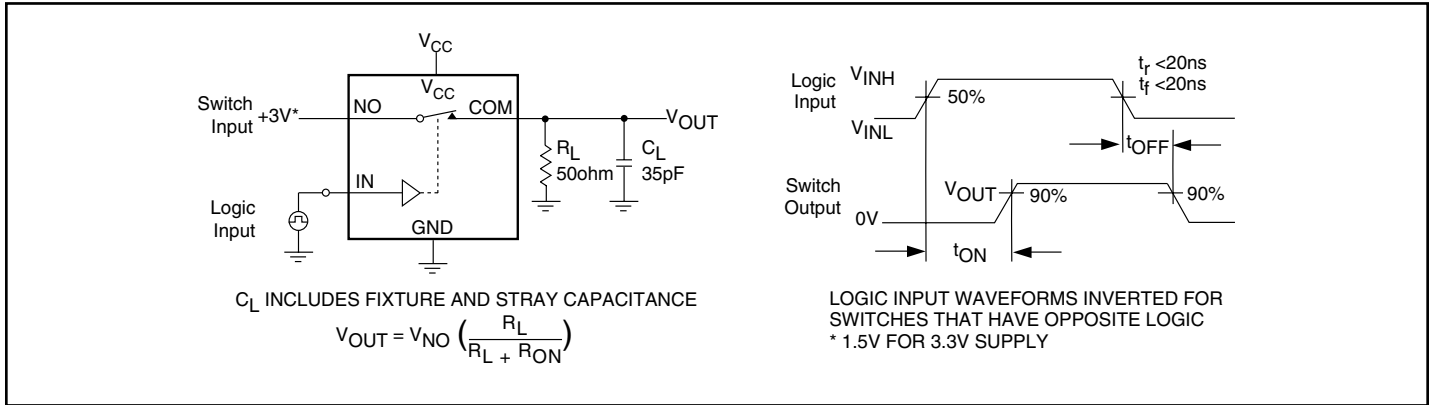 VCC
VCC
Switch Input
+3V*
NO
COM
VOUT
RL
50ohm
CL
35pF
IN
Logic Input
GND
CL INCLUDES FIXTURE AND STRAY CAPACITANCE
VOUT = VNO (RL / RL + RON)
Logic Input
VINH
VINL
50%
tr <20ns
tf <20ns
tOFF
Switch Output
VOUT
0V
90%
90%
tON
LOGIC INPUT WAVEFORMS INVERTED FOR
SWITCHES THAT HAVE OPPOSITE LOGIC
* 1.5V FOR 3.3V SUPPLY